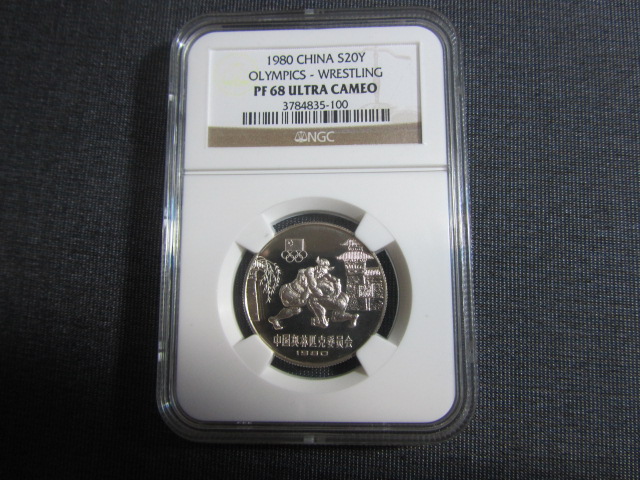 1980 CHINA S20Y
OLYMPICS - WRESTLING
PF 68 ULTRA CAMEO
3784835-100
NGC
中国奥林匹克委员会
1980